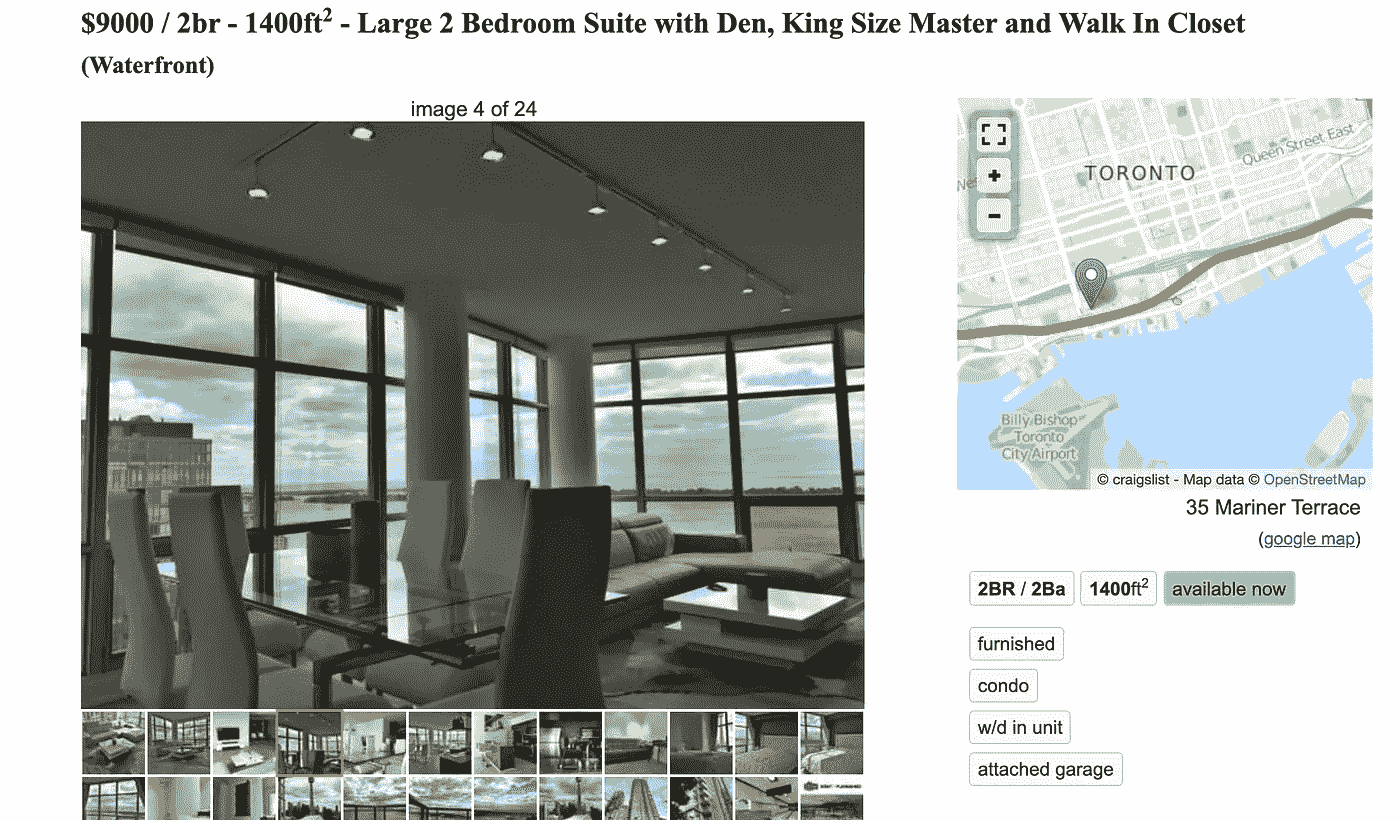 $9000 / 2br - 1400ft2 - Large 2 Bedroom Suite with Den, King Size Master and Walk In Closet
(Waterfront)
image 4 of 24
TORONTO
Queen Street East
Billy Bishop
Toronto
City Airport
© craigslist - Map data © OpenStreetMap
35 Mariner Terrace
(google map)
2BR / 2Ba
1400ft2
available now
furnished
condo
w/d in unit
attached garage